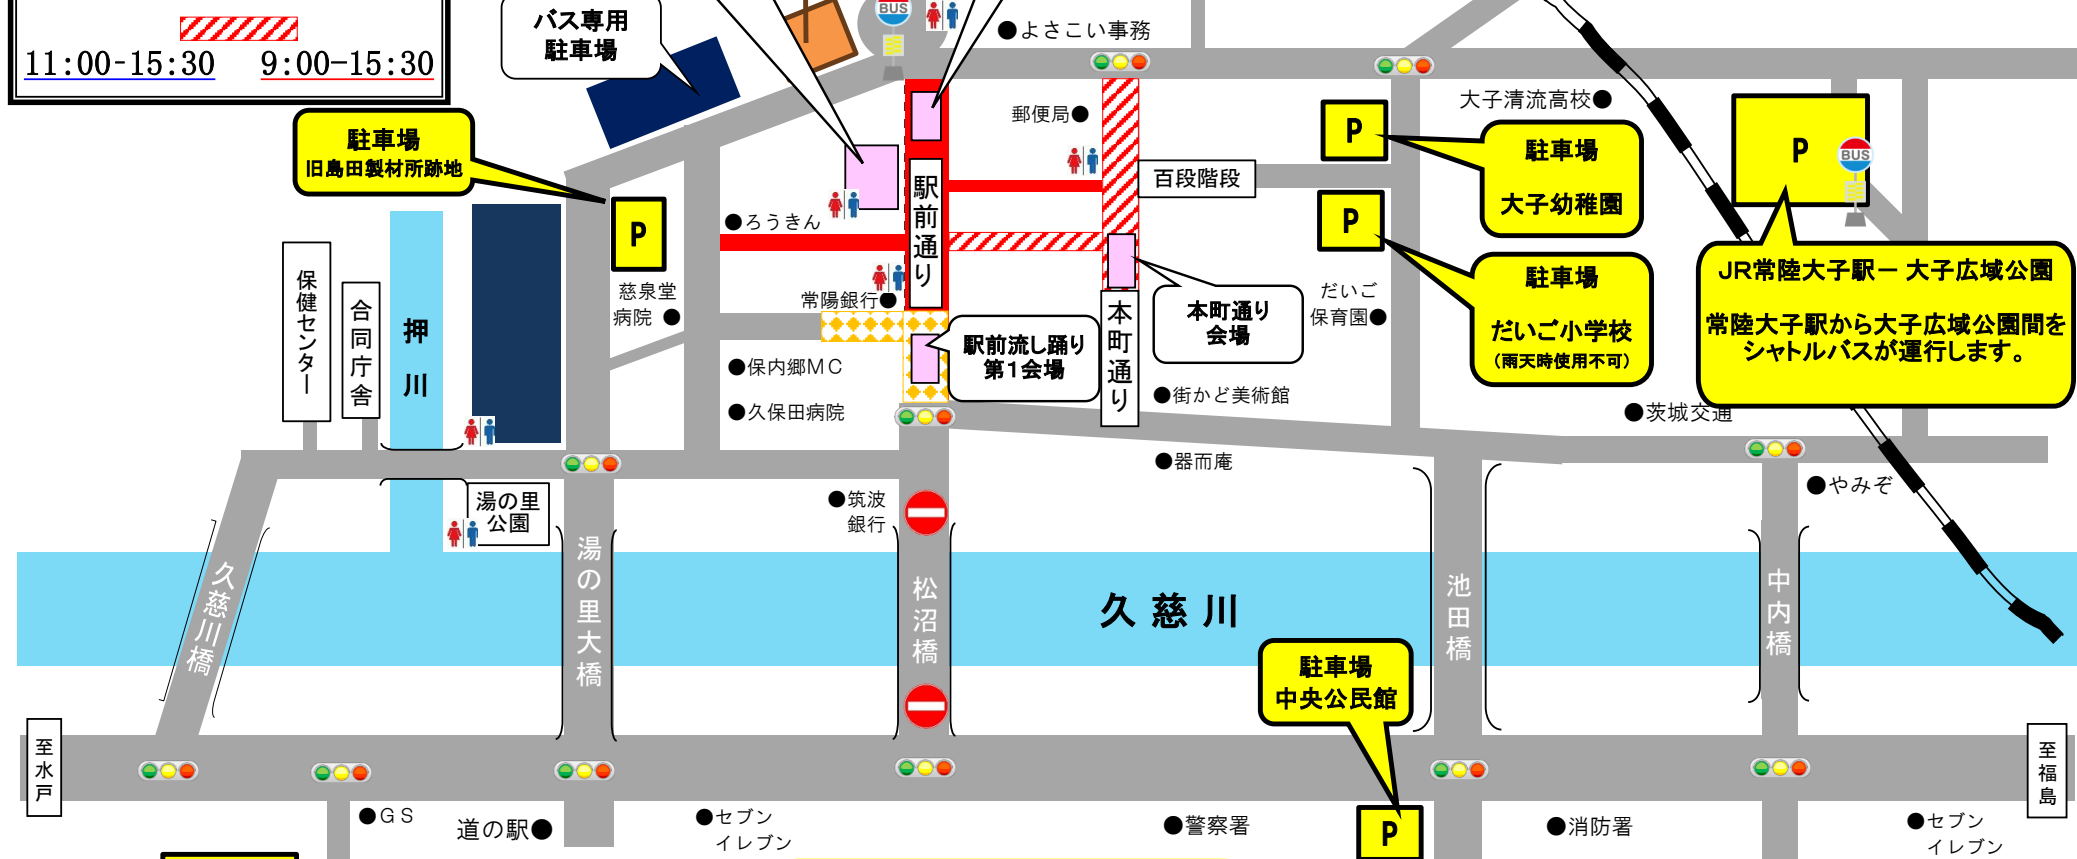 11:00-15:30　9:00-15:30
バス専用
駐車場
BUS
●よさこい事務
駐車場
旧島田製材所跡地
郵便局●
大子清流高校●
P
駐車場
大子幼稚園
P
BUS
百段階段
駅前通り
●ろうきん
P
P
駐車場
だいご小学校
(雨天時使用不可)
JR常陸大子駅－大子広域公園
常陸大子駅から大子広域公園間を
シャトルバスが運行します。
保健センター
合同庁舎
押川
慈泉堂
病院 ●
常陽銀行●
本町通り
本町通り
会場
だいご
保育園●
駅前流し踊り
第1会場
●保内郷ＭＣ
●久保田病院
●街かど美術館
●茨城交通
●器而庵
●やみぞ
湯の里
公園
●筑波
銀行
久慈川橋
湯の里大橋
松沼橋
久慈川
池田橋
中内橋
駐車場
中央公民館
至水戸
至福島
●ＧＳ
道の駅●
●セブン
イレブン
●警察署
P
●消防署
●セブン
イレブン